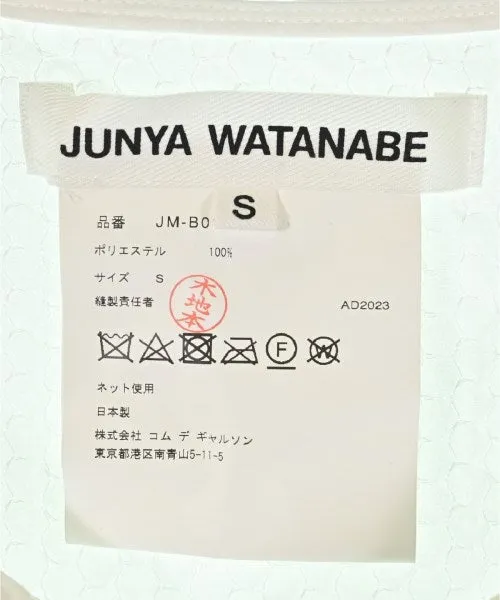 JUNYA WATANABE
S
品番 JM-B0
ポリエステル 100%
サイズ S
縫製責任者
木地本
AD2023
F
W
ネット使用
日本製
株式会社 コム デ ギャルソン
東京都港区南青山5-11-5